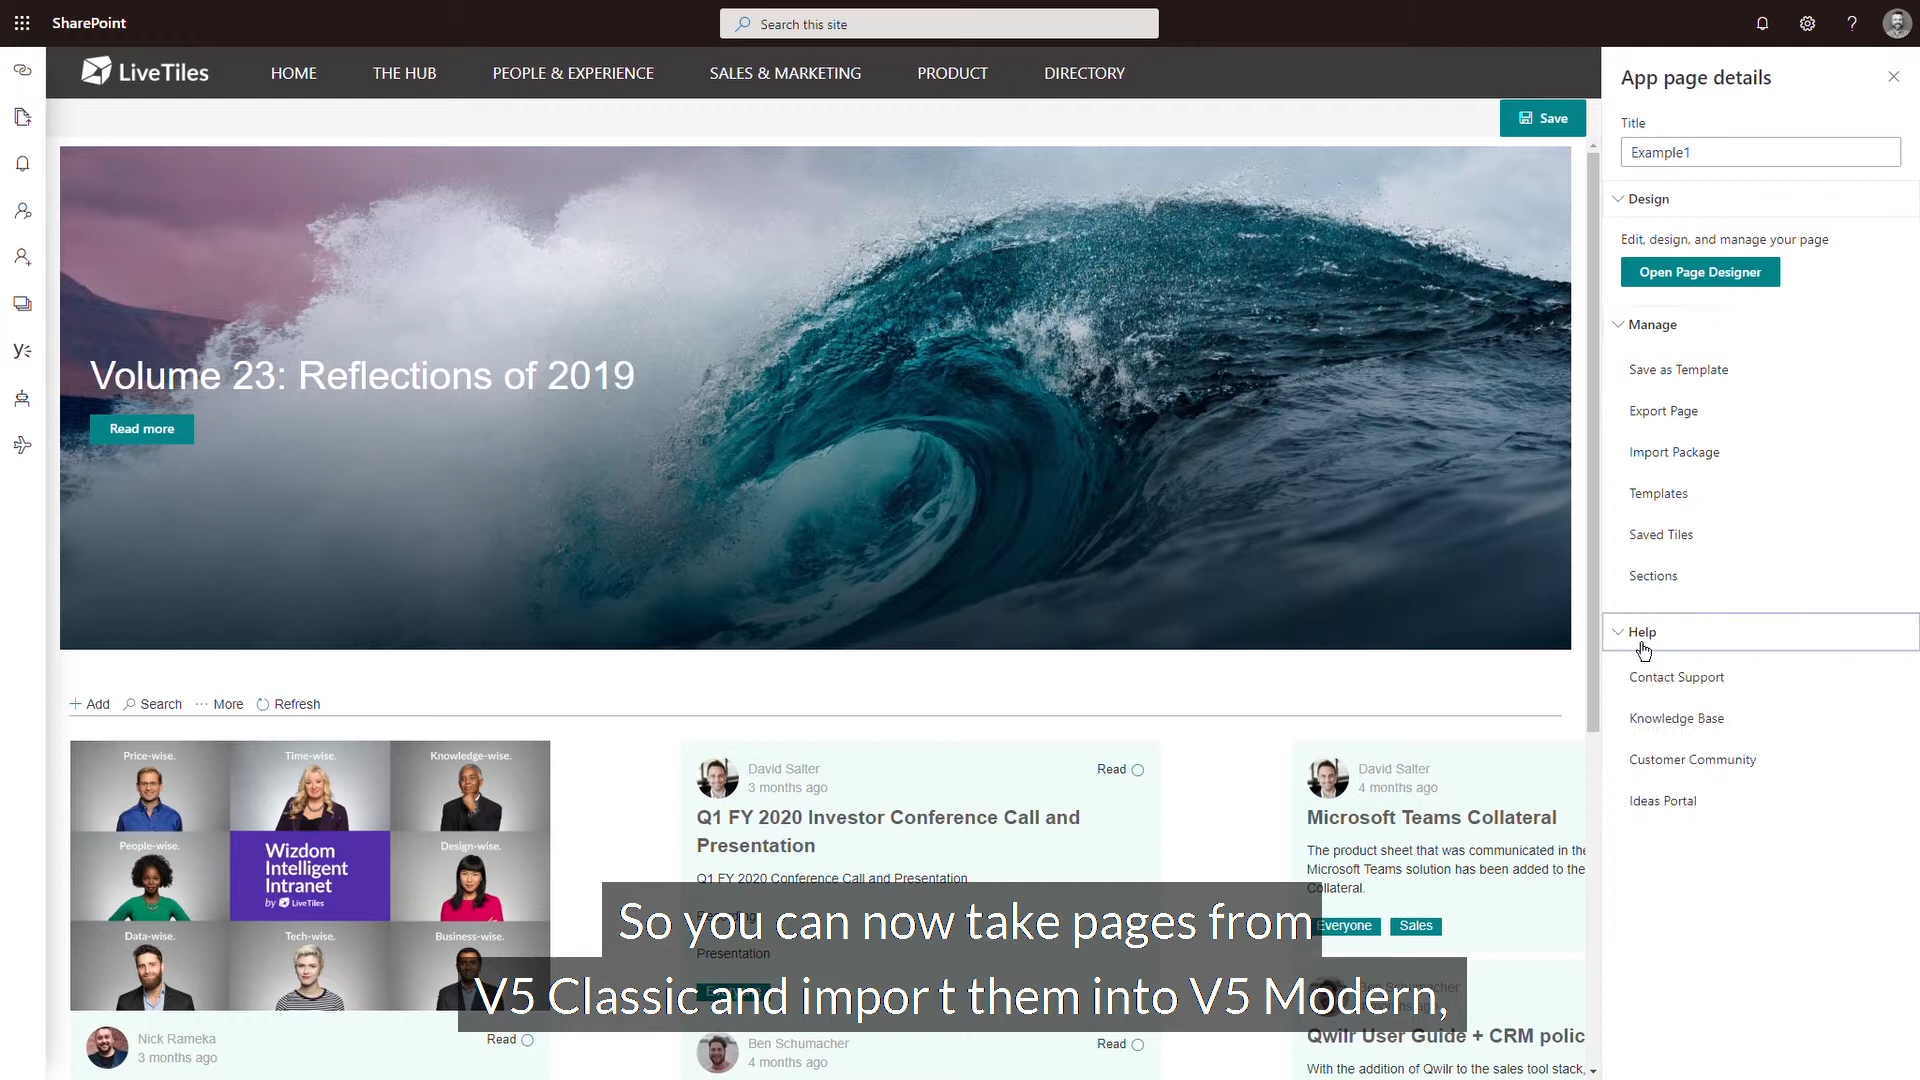 SharePoint
Search this site
LiveTiles
HOME
THE HUB
PEOPLE & EXPERIENCE
SALES & MARKETING
PRODUCT
DIRECTORY
Save
App page details
Title
Example1
Design
Edit, design, and manage your page
Open Page Designer
Manage
Save as Template
Export Page
Import Package
Templates
Saved Tiles
Sections
Help
Contact Support
Knowledge Base
Customer Community
Ideas Portal
Volume 23: Reflections of 2019
Read more
Add
Search
More
Refresh
Price-wise.
Time-wise.
Knowledge-wise.
People-wise.
Wizdom
Intelligent
Intranet
by LiveTiles
Design-wise.
Data-wise.
Tech-wise.
Business-wise.
Nick Rameka
3 months ago
Read
David Salter
3 months ago
Read
Q1 FY 2020 Investor Conference Call and
Presentation
Q1 FY 2020 Conference Call and Presentation
Presentation
Ben Schumacher
4 months ago
Read
David Salter
4 months ago
Microsoft Teams Collateral
The product sheet that was communicated in the
Microsoft Teams solution has been added to the
Collateral.
Everyone
Sales
Ben Schumacher
Qwilr User Guide + CRM polic
With the addition of Qwilr to the sales tool stack,
So you can now take pages from
V5 Classic and impor t them into V5 Modern,